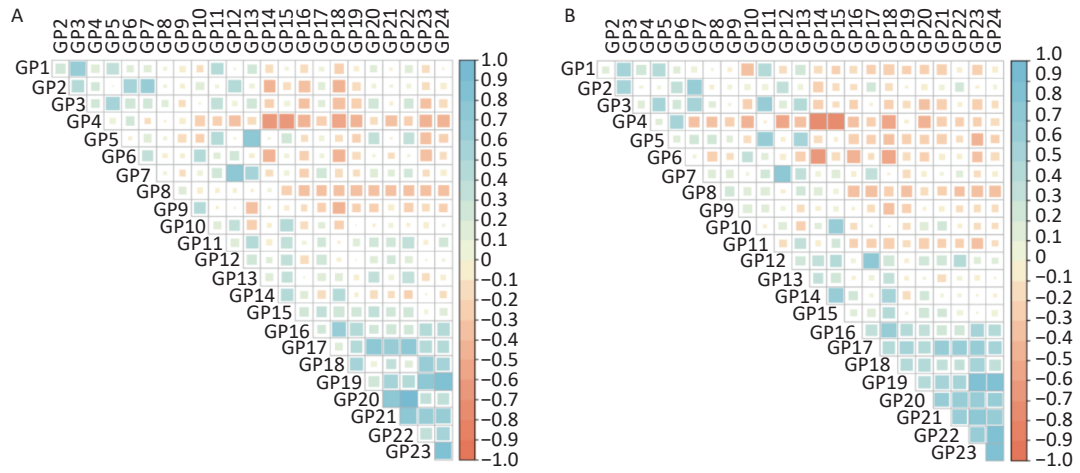 A
GP2
GP3
GP4
GP5
GP6
GP7
GP8
GP9
GP10
GP11
GP12
GP13
GP14
GP15
GP16
GP17
GP18
GP19
GP20
GP21
GP22
GP23
GP24
GP1
GP2
GP3
GP4
GP5
GP6
GP7
GP8
GP9
GP10
GP11
GP12
GP13
GP14
GP15
GP16
GP17
GP18
GP19
GP20
GP21
GP22
GP23
1.0
0.9
0.8
0.7
0.6
0.5
0.4
0.3
0.2
0.1
0
−0.1
−0.2
−0.3
−0.4
−0.5
−0.6
−0.7
−0.8
−0.9
−1.0
B
GP2
GP3
GP4
GP5
GP6
GP7
GP8
GP9
GP10
GP11
GP12
GP13
GP14
GP15
GP16
GP17
GP18
GP19
GP20
GP21
GP22
GP23
GP24
GP1
GP2
GP3
GP4
GP5
GP6
GP7
GP8
GP9
GP10
GP11
GP12
GP13
GP14
GP15
GP16
GP17
GP18
GP19
GP20
GP21
GP22
GP23
1.0
0.9
0.8
0.7
0.6
0.5
0.4
0.3
0.2
0.1
0
−0.1
−0.2
−0.3
−0.4
−0.5
−0.6
−0.7
−0.8
−0.9
−1.0